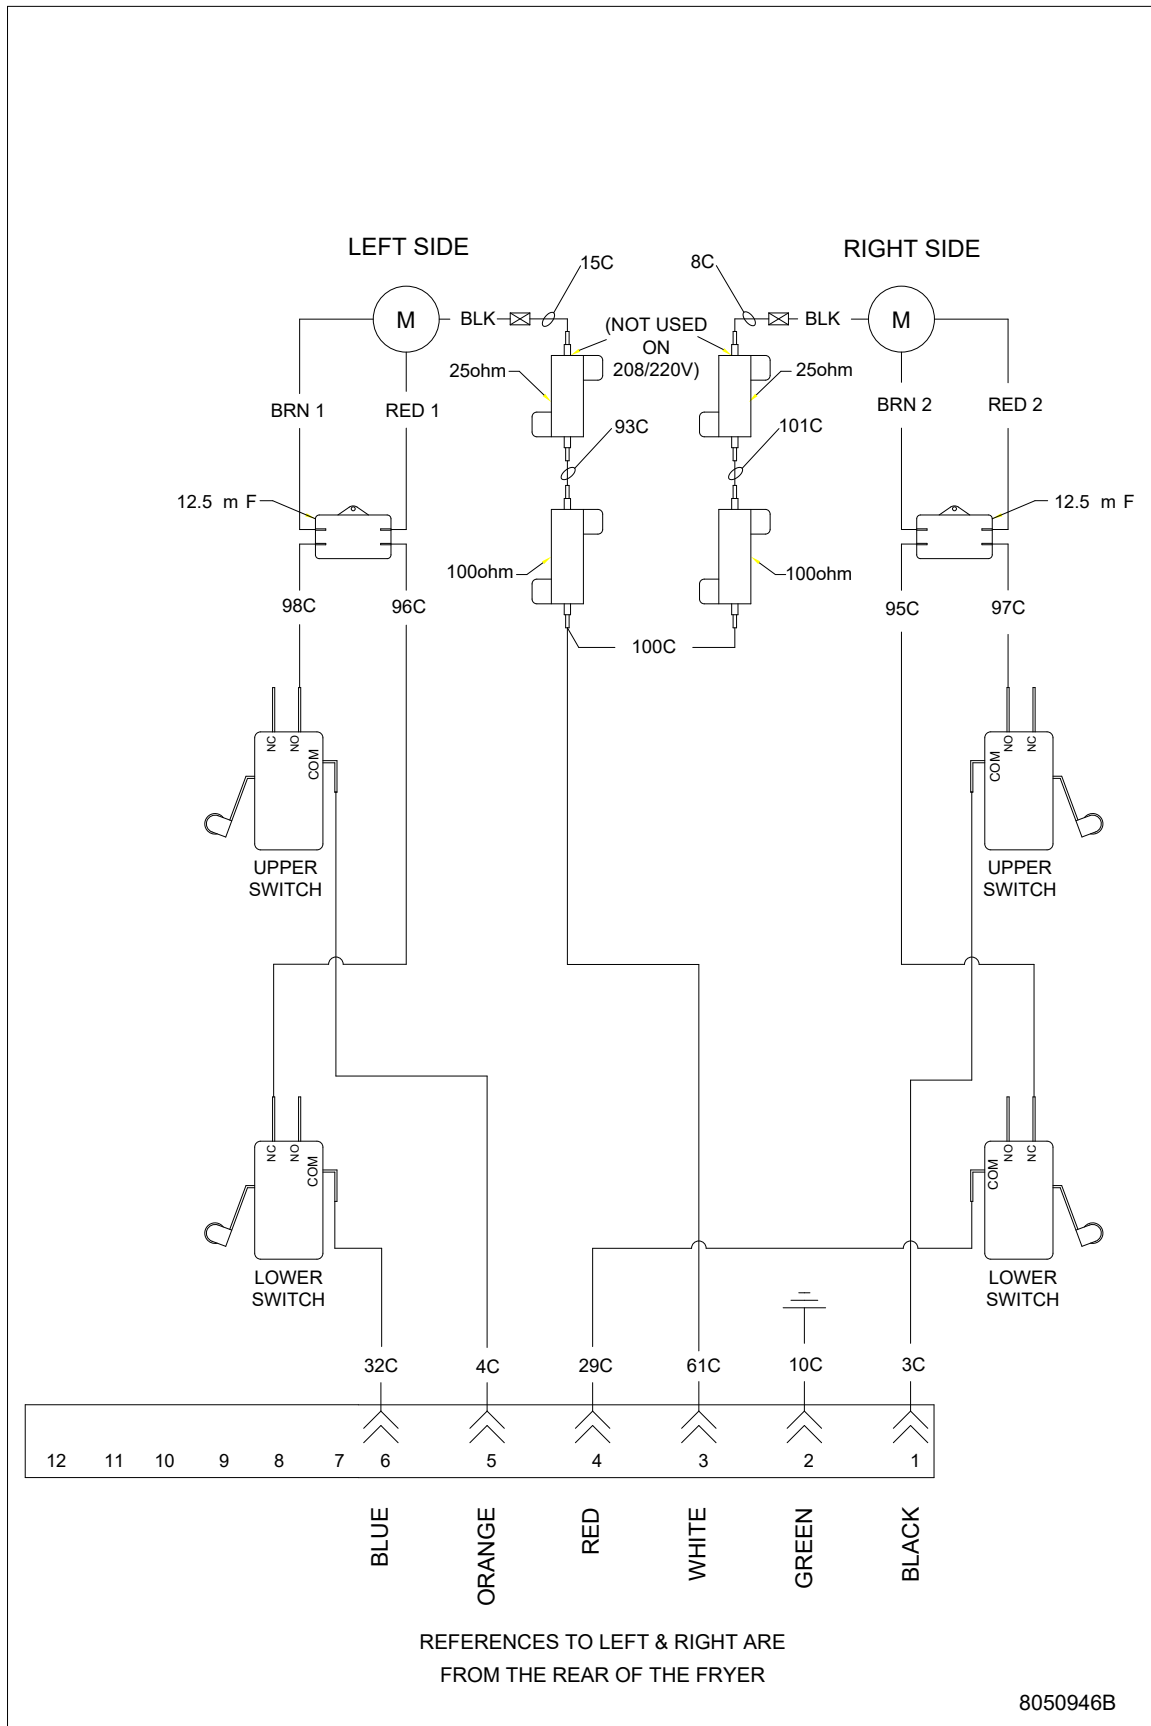 LEFT SIDE
RIGHT SIDE
15C
8C
M
BLK
(NOT USED
ON
208/220V)
BLK
M
25ohm
25ohm
BRN 1
RED 1
93C
101C
BRN 2
RED 2
12.5 m F
12.5 m F
100ohm
100ohm
98C
96C
95C
97C
100C
NC
NO
COM
UPPER
SWITCH
COM
NO
NC
UPPER
SWITCH
NC
NO
COM
LOWER
SWITCH
COM
NO
NC
LOWER
SWITCH
32C
4C
29C
61C
10C
3C
12 11 10 9 8 7 6 5 4 3 2 1
BLUE
ORANGE
RED
WHITE
GREEN
BLACK
REFERENCES TO LEFT & RIGHT ARE
FROM THE REAR OF THE FRYER
8050946B